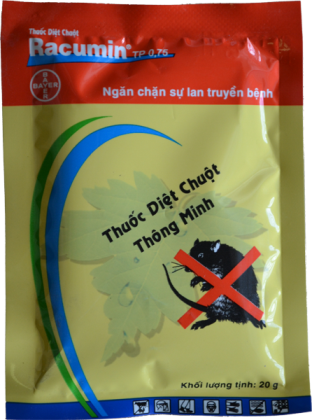 Thuốc Diệt Chuột
Racumin® TP 0,75
BAYER
BAYER
Ngăn chặn sự lan truyền bệnh
Thuốc Diệt Chuột
Thông Minh
Khối lượng tịnh: 20 g